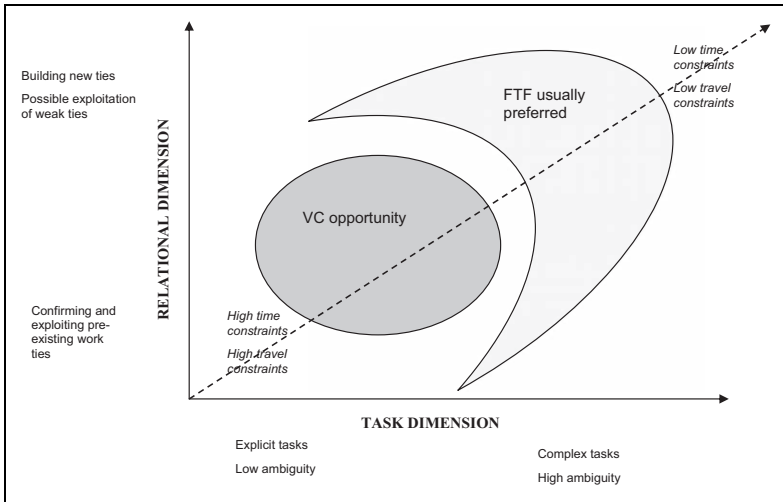 Building new ties
Possible exploitation
of weak ties
Low time
constraints
Low travel
constraints
FTF usually
preferred
RELATIONAL DIMENSION
VC opportunity
Confirming and
exploiting pre-
existing work
ties
High time
constraints
High travel
constraints
TASK DIMENSION
Explicit tasks
Low ambiguity
Complex tasks
High ambiguity